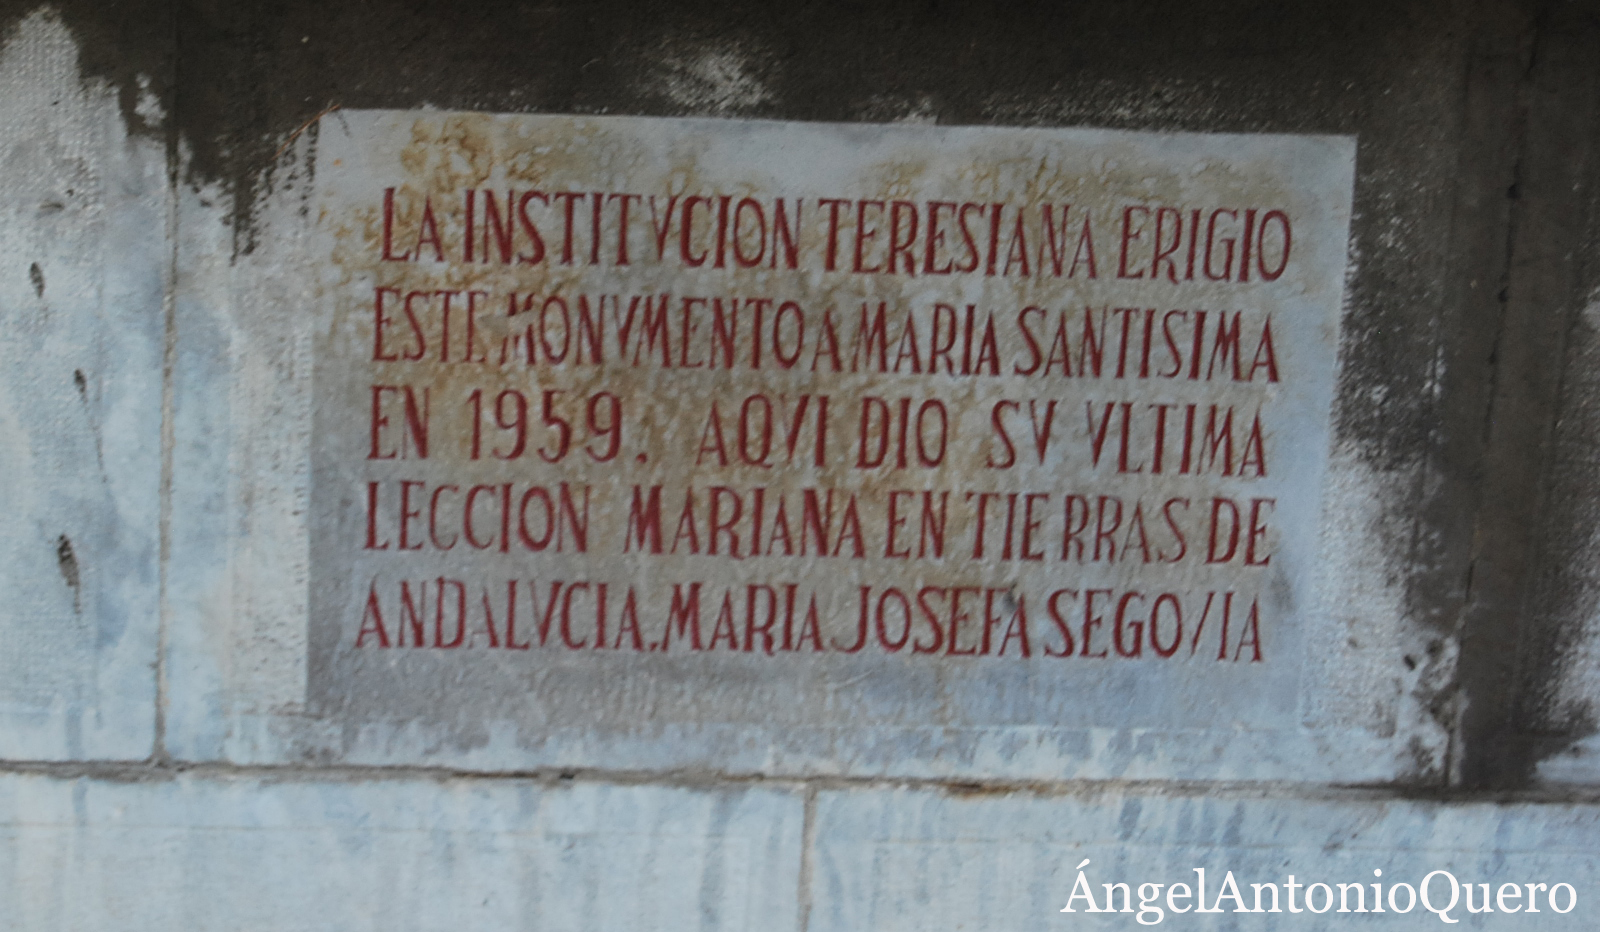 LA INSTITVCION TERESIANA ERIGIO
ESTE MONVMENTO A MARIA SANTISIMA
EN 1959. AQVI DIO SV VLTIMA
LECCION MARIANA EN TIERRAS DE
ANDALVCIA. MARIA JOSEFA SEGOVIA
ÁngelAntonioQuero